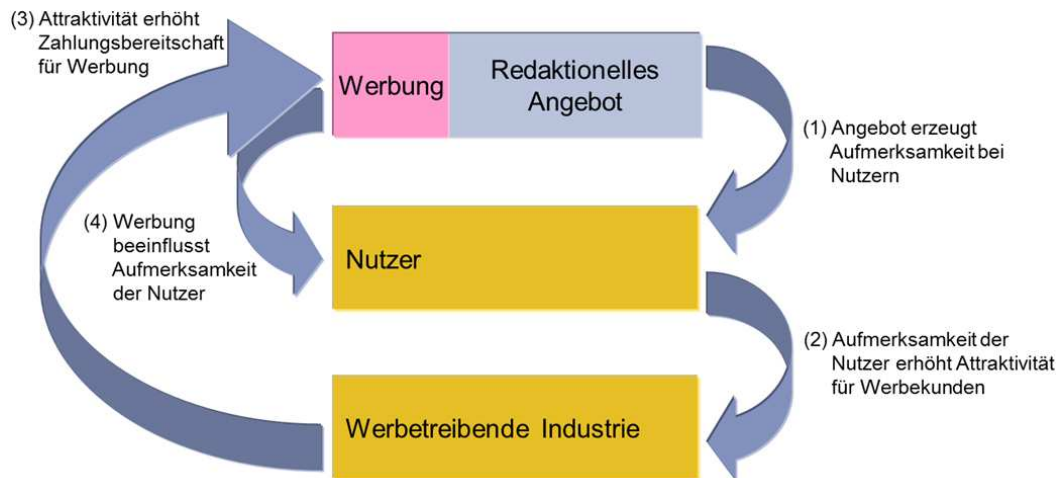 (3) Attraktivität erhöht
Zahlungsbereitschaft
für Werbung
Werbung
Redaktionelles
Angebot
(1) Angebot erzeugt
Aufmerksamkeit bei
Nutzern
(4) Werbung
beeinflusst
Aufmerksamkeit
der Nutzer
Nutzer
(2) Aufmerksamkeit der
Nutzer erhöht Attraktivität
für Werbekunden
Werbetreibende Industrie